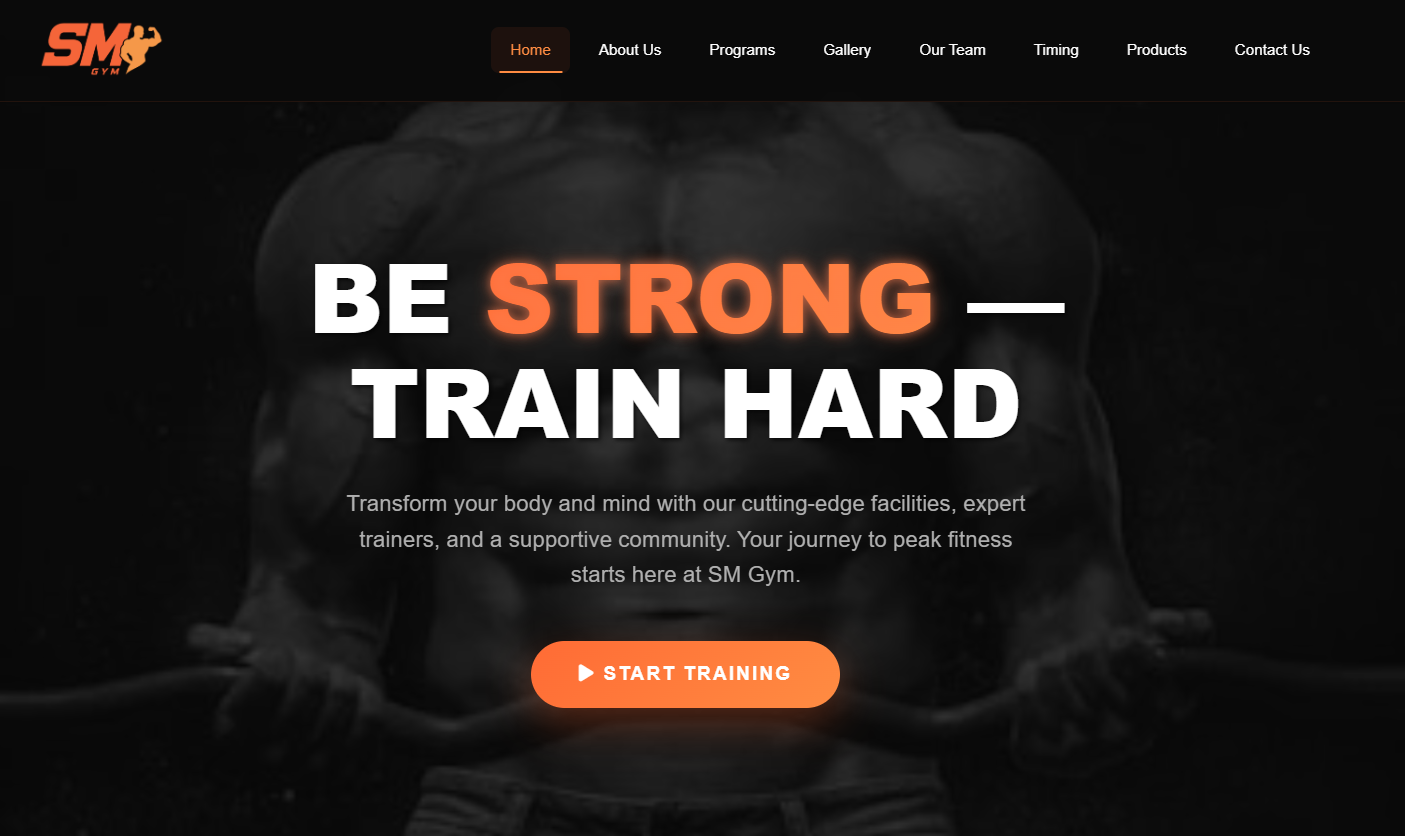 SM
GYM
Home About Us Programs Gallery Our Team Timing Products Contact Us
BE STRONG —
TRAIN HARD
Transform your body and mind with our cutting-edge facilities, expert
trainers, and a supportive community. Your journey to peak fitness
starts here at SM Gym.
START TRAINING